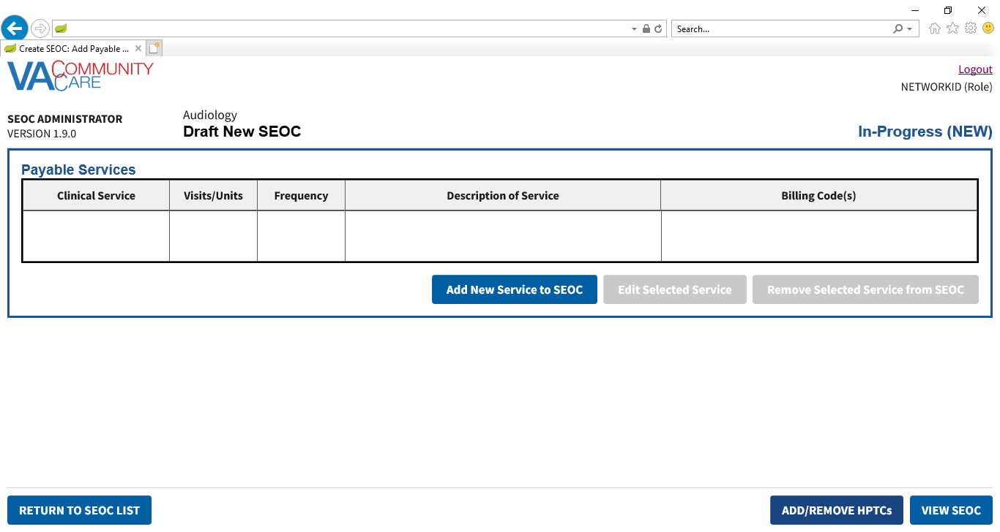 Search...
Create SEOC: Add Payable ...
VA COMMUNITY CARE
Logout
NETWORKID (Role)
SEOC ADMINISTRATOR
VERSION 1.9.0
Audiology
Draft New SEOC
In-Progress (NEW)
Payable Services
Clinical Service Visits/Units Frequency Description of Service Billing Code(s)
Add New Service to SEOC Edit Selected Service Remove Selected Service from SEOC
RETURN TO SEOC LIST ADD/REMOVE HPTCs VIEW SEOC